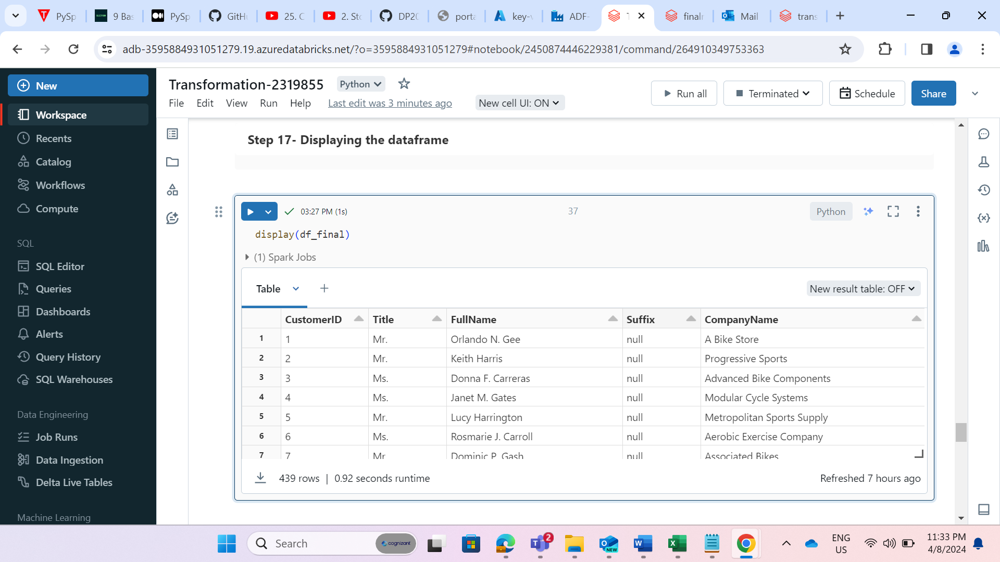 PySp
9 Bas
PySp
GitHu
25. C
2. Sto
DP20
porta
key-v
ADF-
T
finalr
Mail
trans
adb-3595884931051279.19.azuredatabricks.net/?o=3595884931051279#notebook/2450874446229381/command/264910349753363
New
Workspace
Recents
Catalog
Workflows
Compute
SQL
SQL Editor
Queries
Dashboards
Alerts
Query History
SQL Warehouses
Data Engineering
Job Runs
Data Ingestion
Delta Live Tables
Machine Learning
Transformation-2319855 Python
File Edit View Run Help Last edit was 3 minutes ago New cell UI: ON
Run all Terminated Schedule Share
Step 17- Displaying the dataframe
03:27 PM (1s) 37 Python
display(df_final)
(1) Spark Jobs
Table + New result table: OFF
CustomerID Title FullName Suffix CompanyName
1 1 Mr. Orlando N. Gee null A Bike Store
2 2 Mr. Keith Harris null Progressive Sports
3 3 Ms. Donna F. Carreras null Advanced Bike Components
4 4 Ms. Janet M. Gates null Modular Cycle Systems
5 5 Mr. Lucy Harrington null Metropolitan Sports Supply
6 6 Ms. Rosmarie J. Carroll null Aerobic Exercise Company
7 7 Mr. Dominic P. Gash null Associated Bikes
439 rows | 0.92 seconds runtime Refreshed 7 hours ago
Search cognizant
2
NEW
ENG
US
11:33 PM
4/8/2024